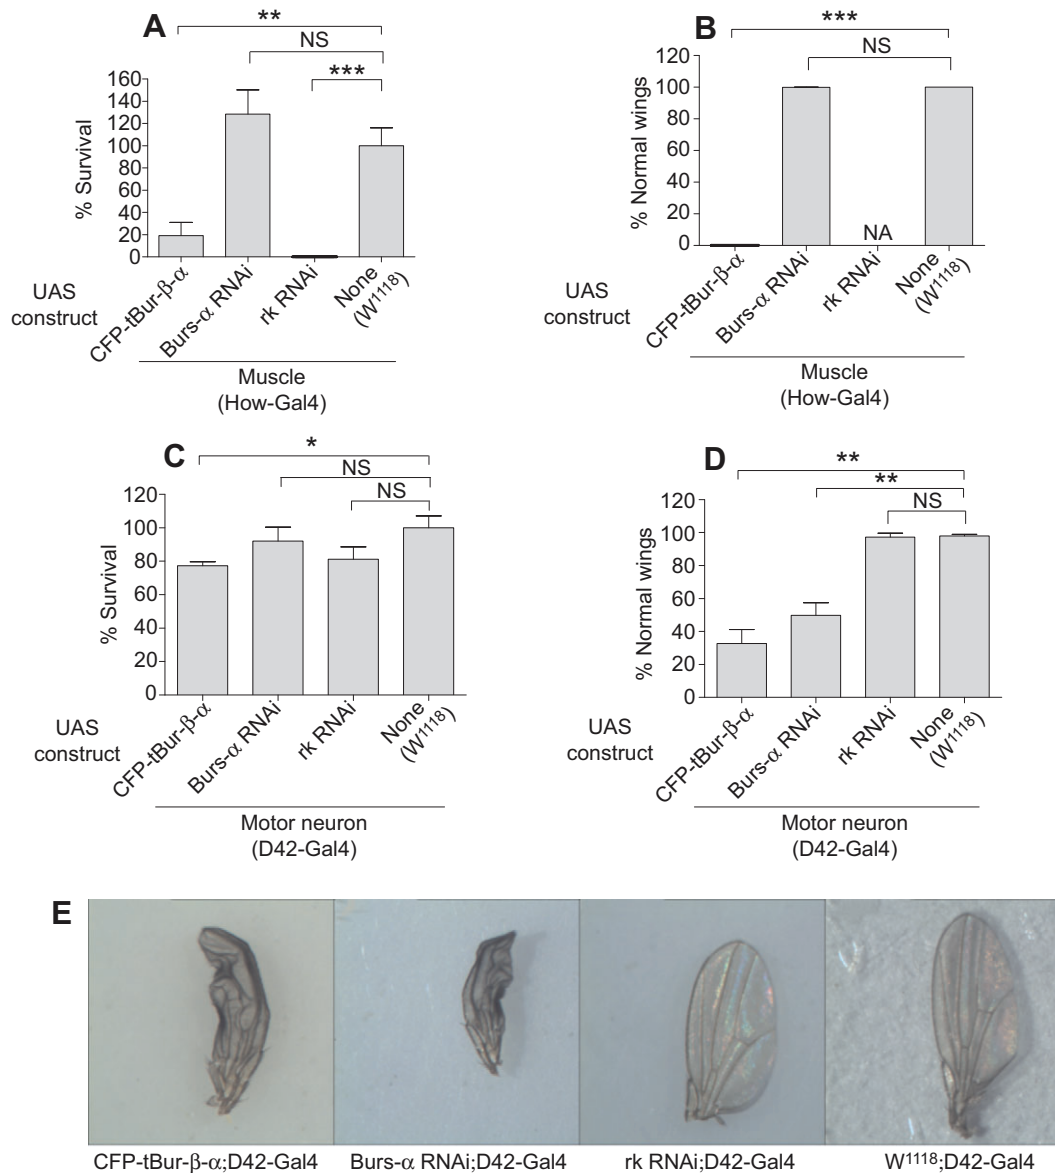 A
**
NS
***
160
140
120
100
80
60
40
20
0
% Survival
UAS
construct
CFP-tBur-β-α
Burs-α RNAi
rk RNAi
None
(W1118)
Muscle
(How-Gal4)
B
***
NS
120
100
80
60
40
20
0
% Normal wings
NA
UAS
construct
CFP-tBur-β-α
Burs-α RNAi
rk RNAi
None
(W1118)
Muscle
(How-Gal4)
C
*
NS
NS
120
100
80
60
40
20
0
% Survival
UAS
construct
CFP-tBur-β-α
Burs-α RNAi
rk RNAi
None
(W1118)
Motor neuron
(D42-Gal4)
D
**
**
NS
120
100
80
60
40
20
0
% Normal wings
UAS
construct
CFP-tBur-β-α
Burs-α RNAi
rk RNAi
None
(W1118)
Motor neuron
(D42-Gal4)
E
CFP-tBur-β-α;D42-Gal4
Burs-α RNAi;D42-Gal4
rk RNAi;D42-Gal4
W1118;D42-Gal4